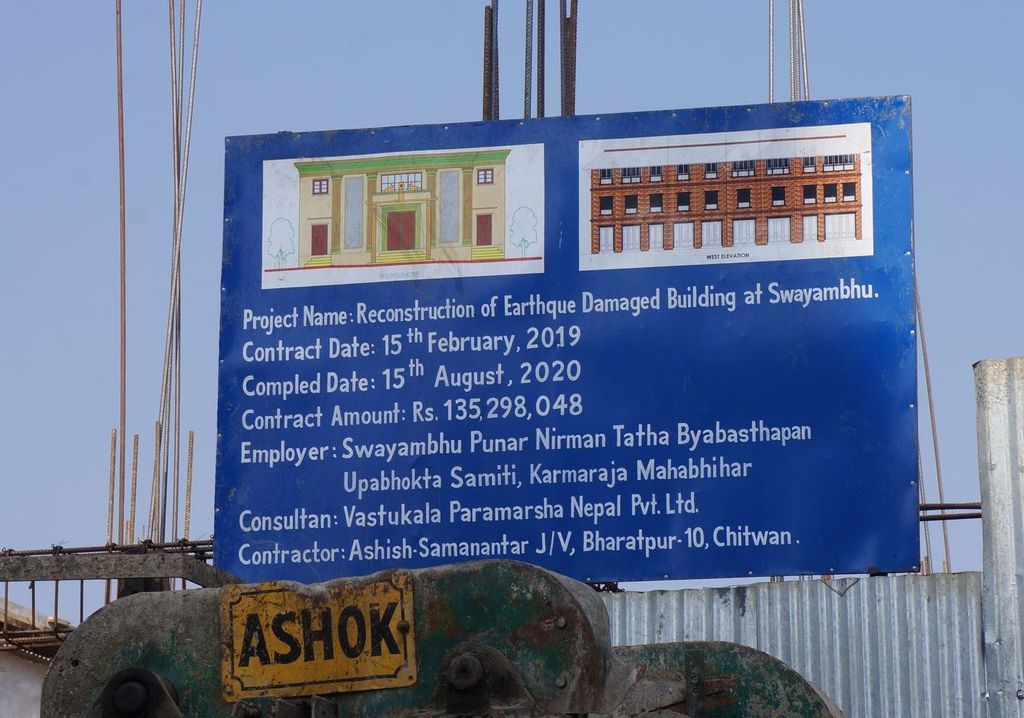 WEST ELEVATION
Project Name: Reconstruction of Earthque Damaged Building at Swayambhu.
Contract Date: 15th February, 2019
Compled Date: 15th August, 2020
Contract Amount: Rs. 135,298,048
Employer: Swayambhu Punar Nirman Tatha Byabasthapan
Upabhokta Samiti, Karmaraja Mahabhihar
Consultan: Vastukala Paramarsha Nepal Pvt. Ltd.
Contractor: Ashish-Samanantar J/V, Bharatpur-10, Chitwan.
ASHOK